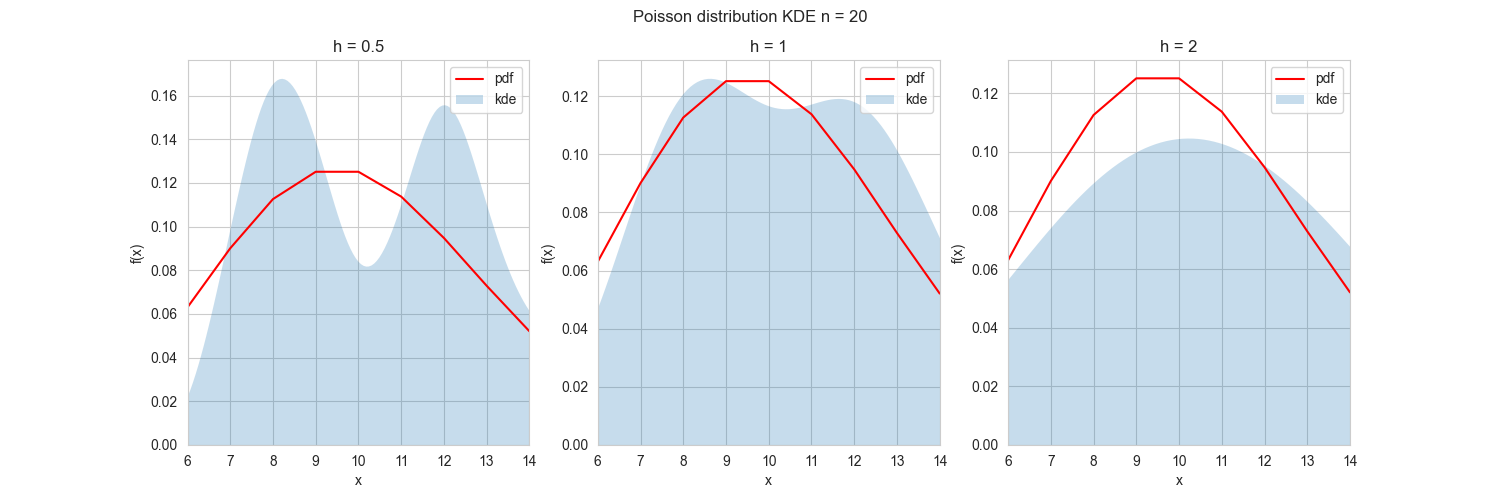 Poisson distribution KDE n = 20
h = 0.5
pdf
kde
0.16
0.14
0.12
0.10
0.08
0.06
0.04
0.02
0.00
f(x)
6 7 8 9 10 11 12 13 14
x
h = 1
pdf
kde
0.12
0.10
0.08
0.06
0.04
0.02
0.00
f(x)
6 7 8 9 10 11 12 13 14
x
h = 2
pdf
kde
0.12
0.10
0.08
0.06
0.04
0.02
0.00
f(x)
6 7 8 9 10 11 12 13 14
x